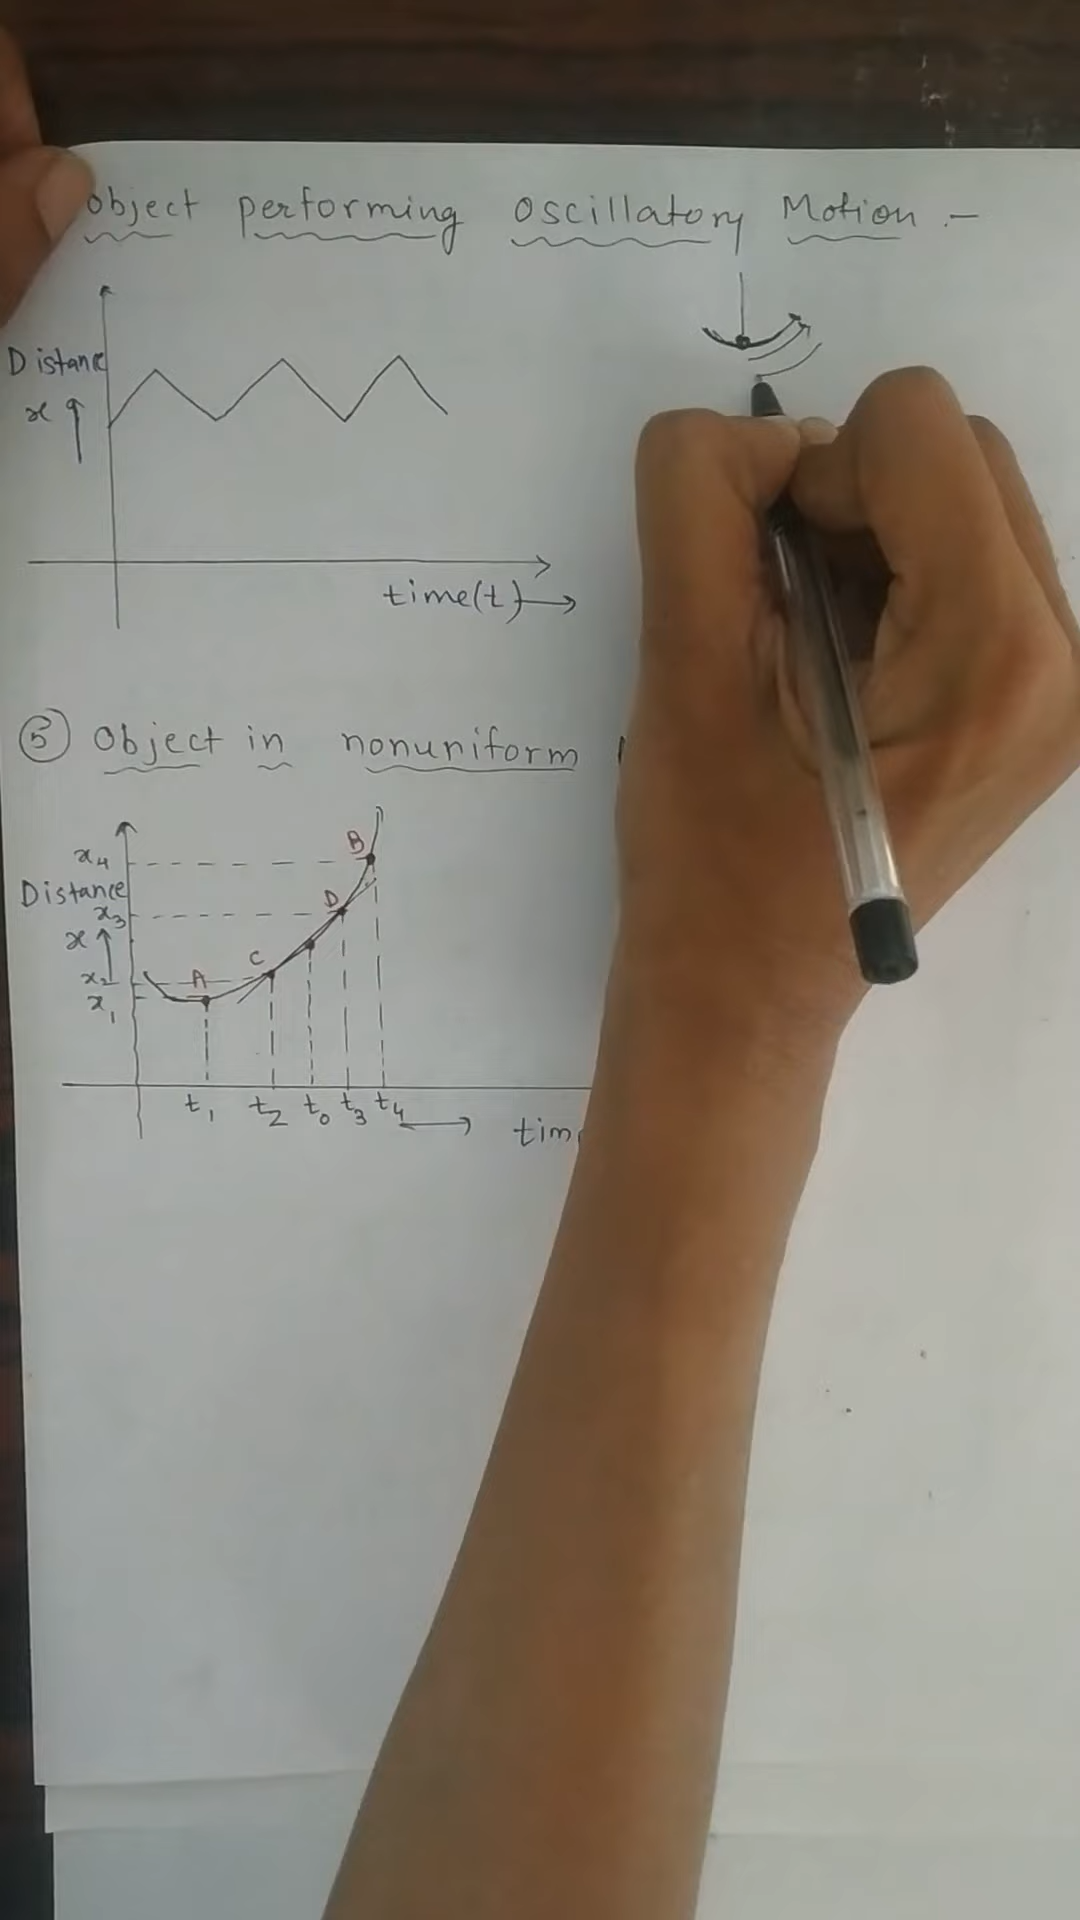 object performing oscillatory Motion :-
Distance
x
time(t)
5 Object in nonuniform
x4
B
Distance
D
x3
x
C
x2
A
x1
t1 t2 t0 t3 t4